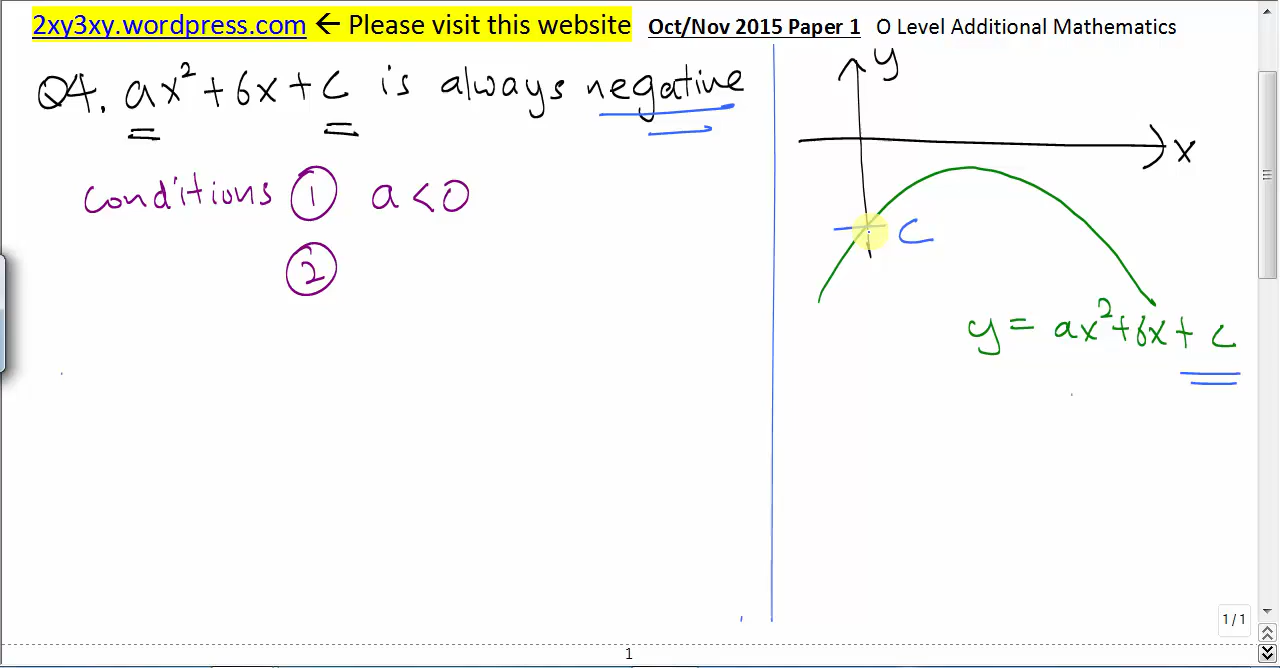 2xy3xy.wordpress.com ← Please visit this website Oct/Nov 2015 Paper 1 O Level Additional Mathematics
Q4. ax² + 6x + c is always negative
conditions ① a < 0
②
y
x
c
y = ax² + 6x + c
1 / 1
1